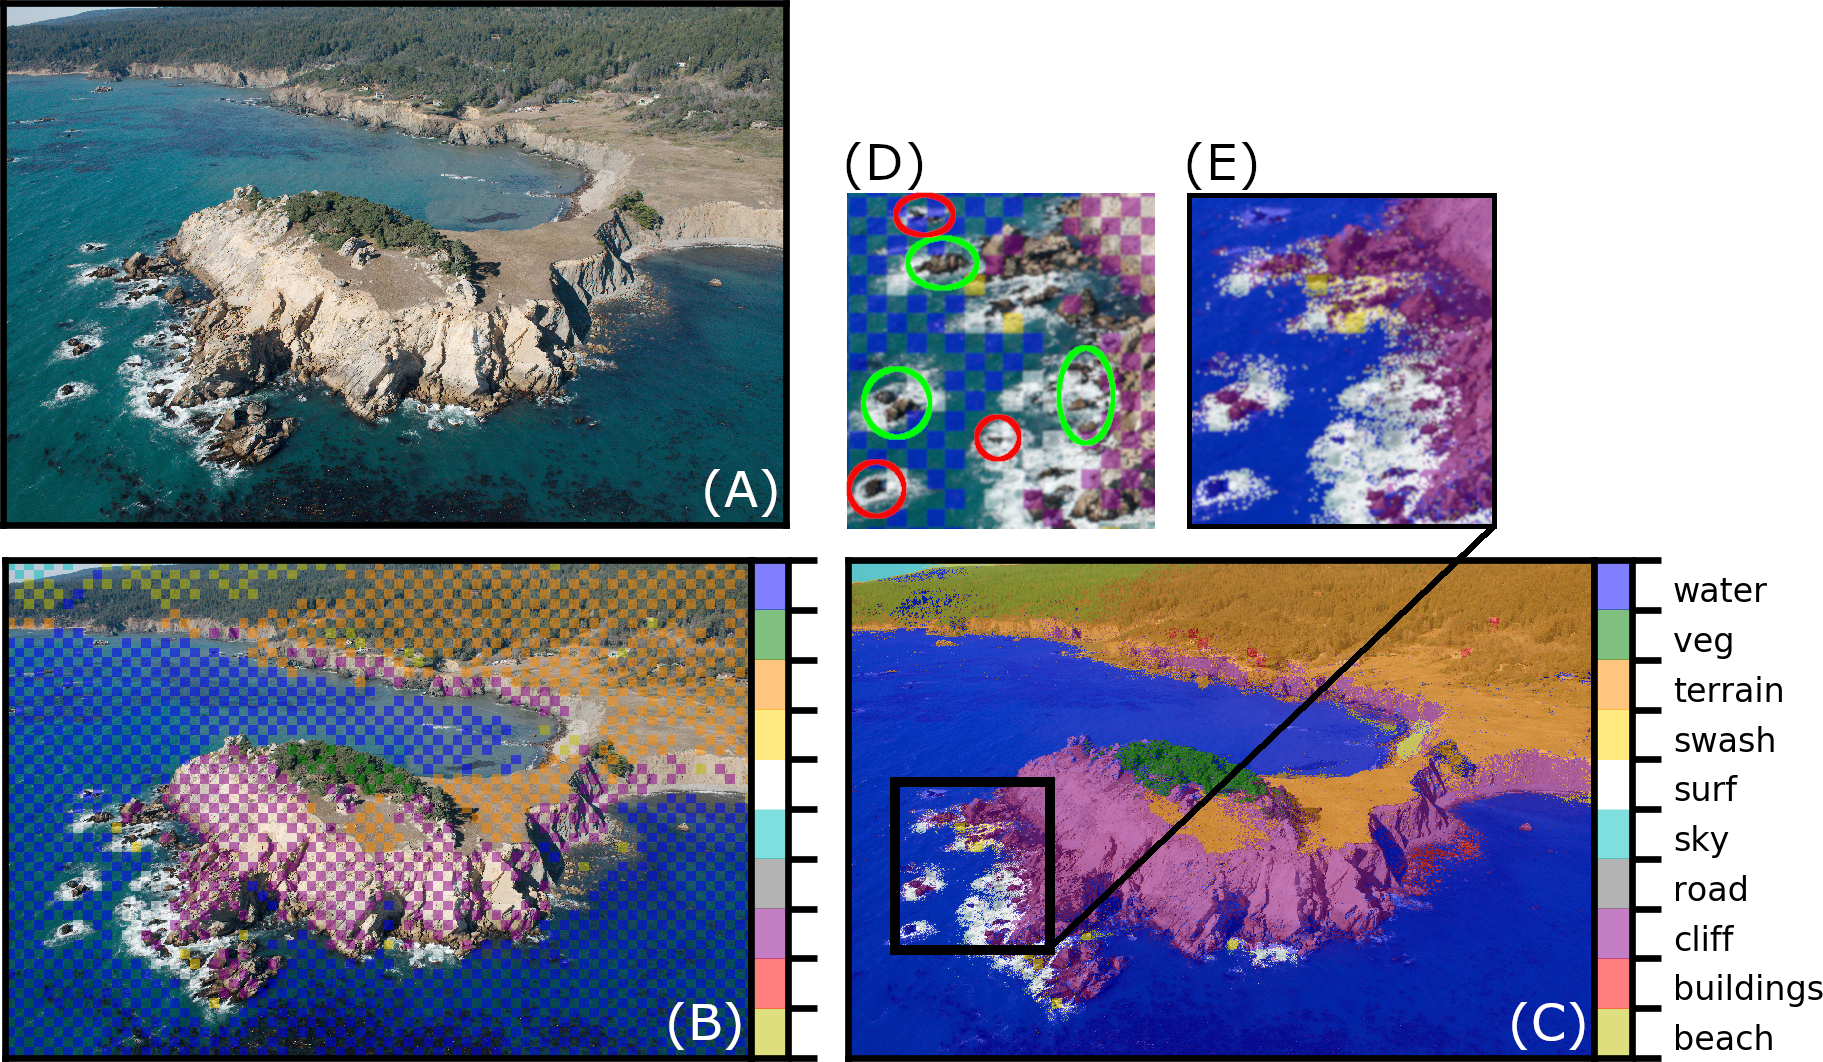 (A)
(D)
(E)
(B)
(C)
water
veg
terrain
swash
surf
sky
road
cliff
buildings
beach